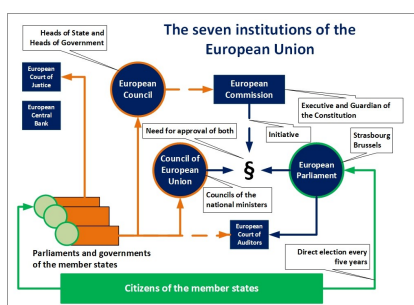 The seven institutions of the
European Union
Heads of State and
Heads of Government
European
Court of
Justice
European
Central
Bank
European
Council
European
Commission
Executive and Guardian of
the Constitution
Need for approval of both
Initiative
Strasbourg
Brussels
Council of
European
Union
§
European
Parliament
Councils of the
national ministers
European
Court of
Auditors
Parliaments and governments
of the member states
Direct election every
five years
Citizens of the member states